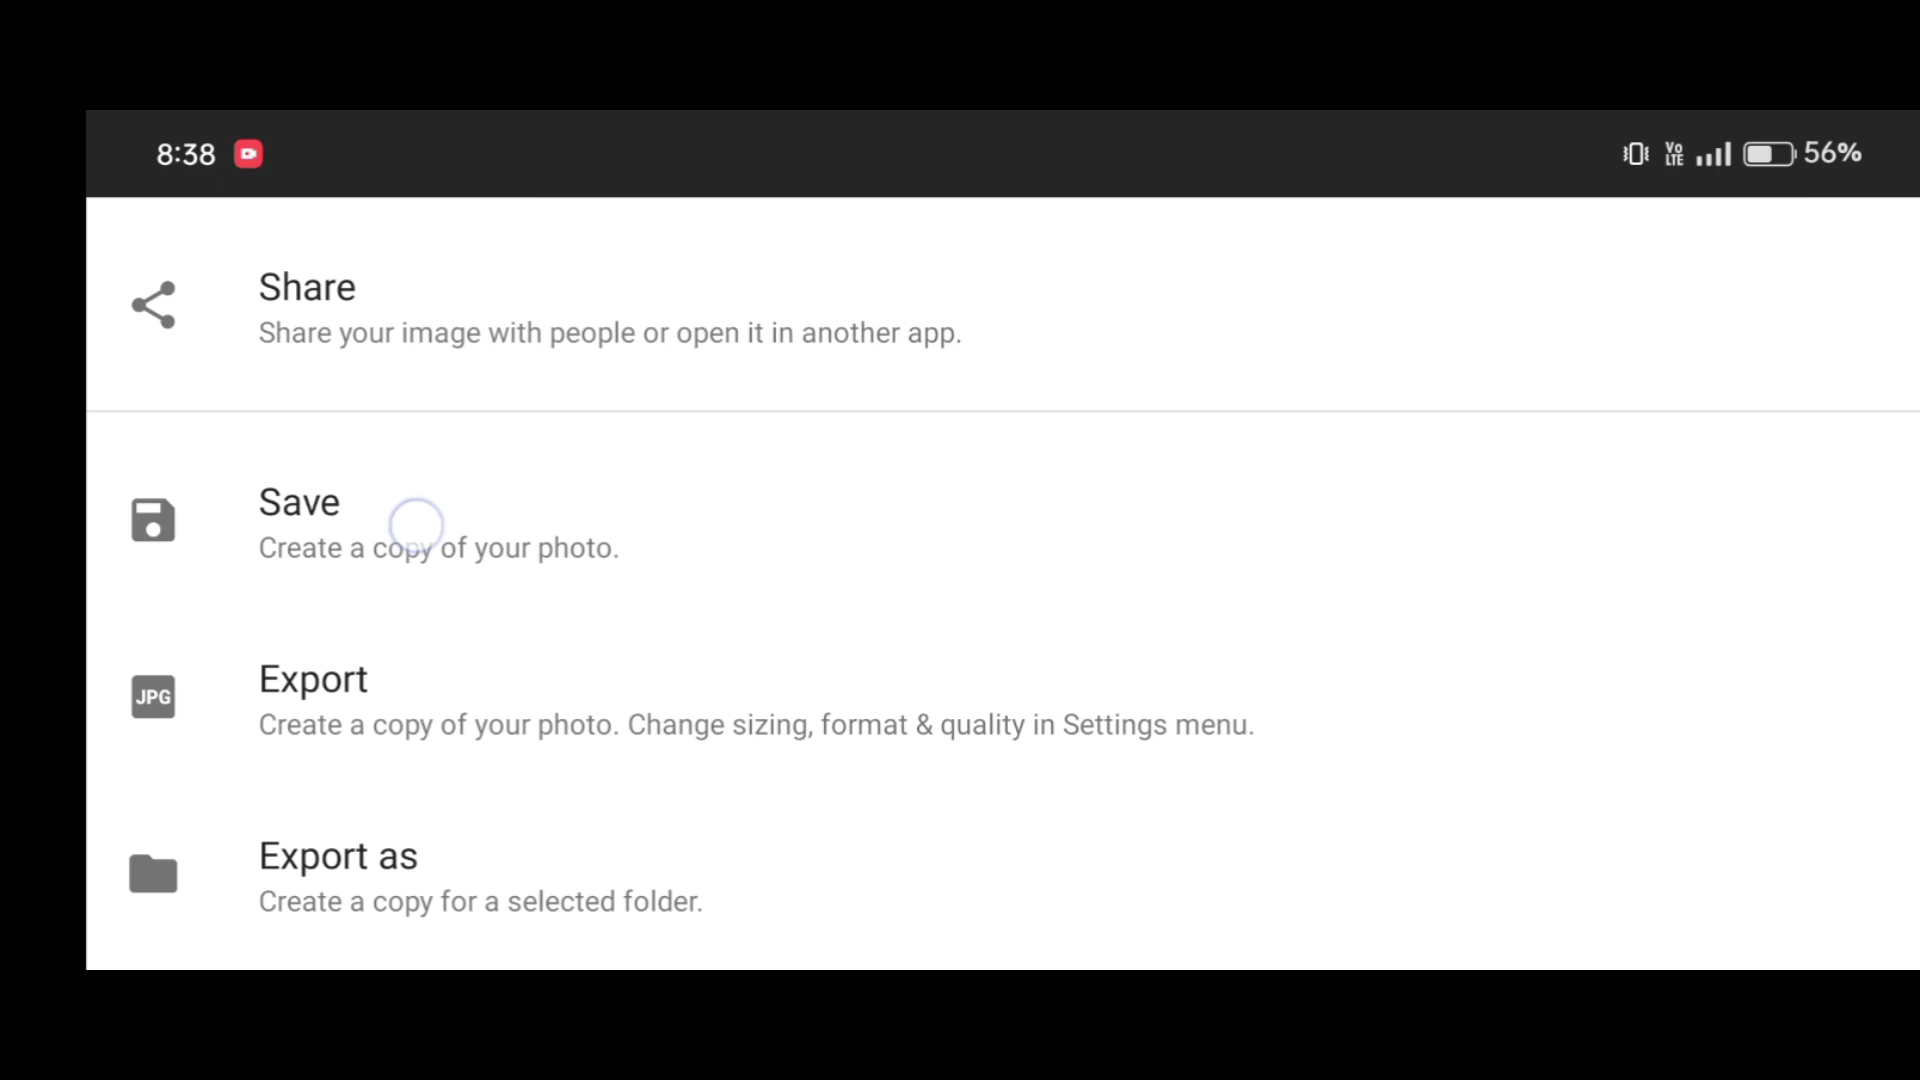 8:38
Vo
LTE
56%
Share
Share your image with people or open it in another app.
Save
Create a copy of your photo.
JPG
Export
Create a copy of your photo. Change sizing, format & quality in Settings menu.
Export as
Create a copy for a selected folder.